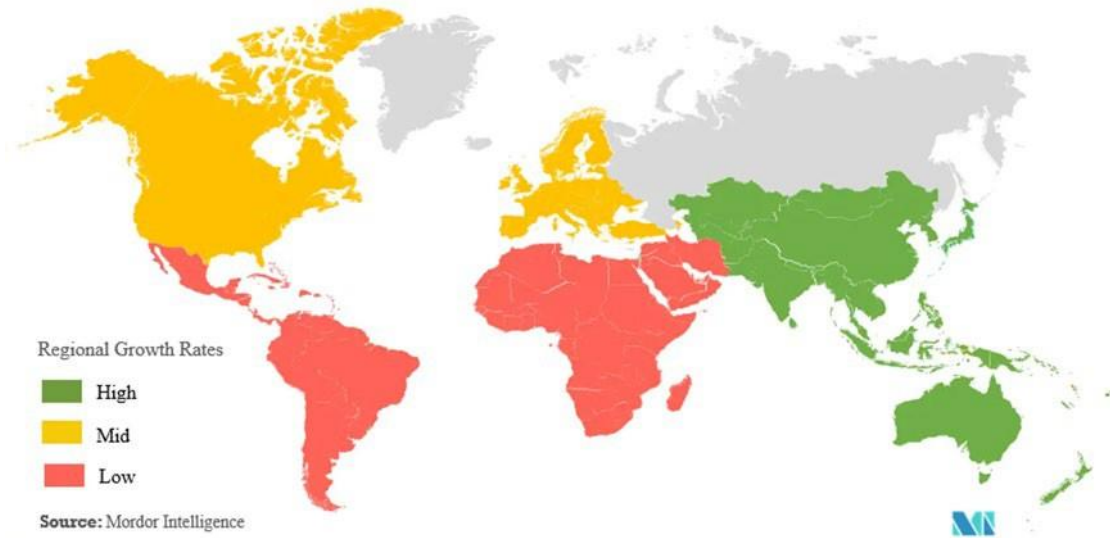 Regional Growth Rates
High
Mid
Low
Source: Mordor Intelligence